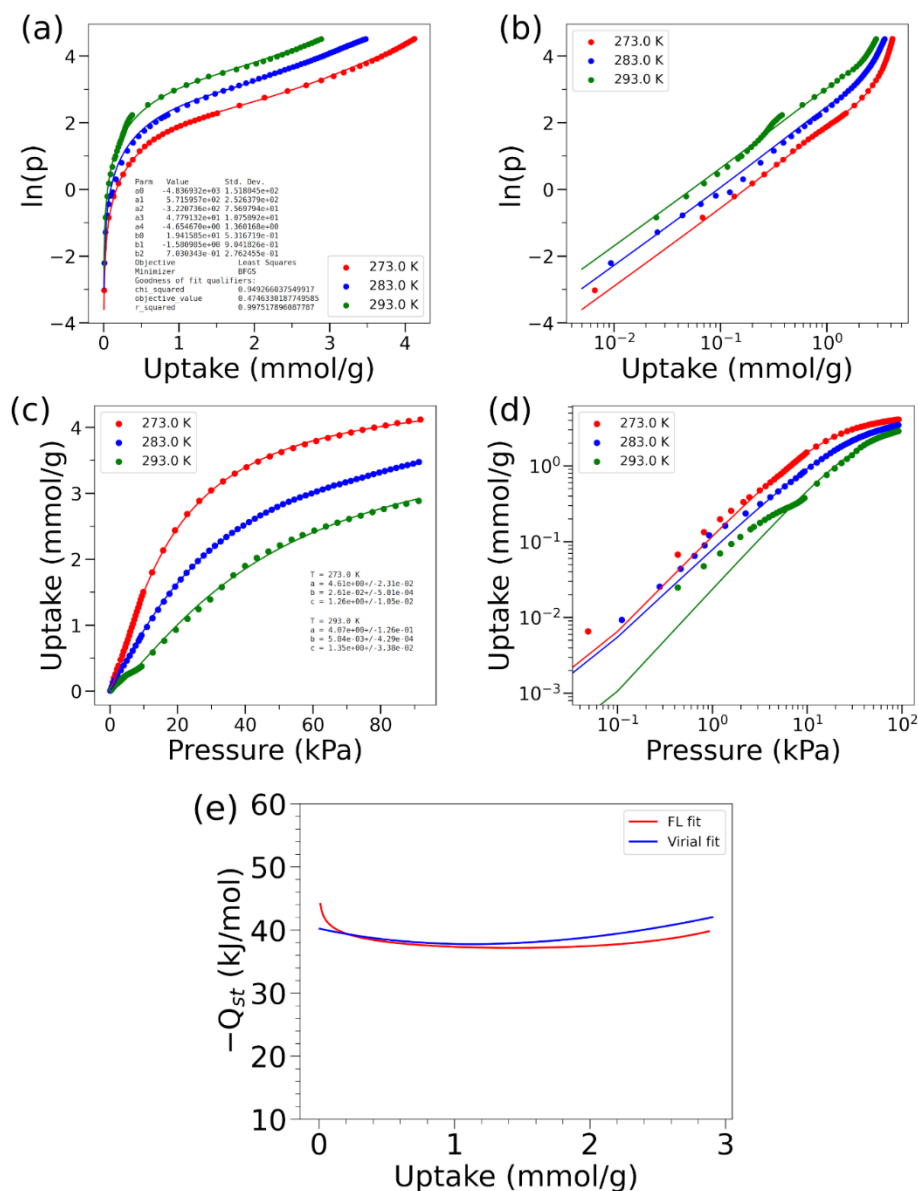 (a)
ln(p)
4
2
0
−2
−4
Parm Value Std. Dev.
a0 -4.836932e+03 1.518045e+02
a1 5.715957e+02 2.526379e+02
a2 -3.220736e+02 7.569794e+01
a3 4.779132e+01 1.075092e+01
a4 -4.654670e+00 1.360168e+00
b0 1.941585e+01 5.316719e-01
b1 -1.580985e+00 9.041826e-01
b2 7.030343e-01 2.762455e-01
Objective Least Squares
Minimizer BFGS
Goodness of fit qualifiers:
chi_squared 0.949266037549917
objective_value 0.4746330187749585
r_squared 0.997517896087787
273.0 K
283.0 K
293.0 K
0 1 2 3 4
Uptake (mmol/g)
(b)
ln(p)
4
2
0
−2
−4
273.0 K
283.0 K
293.0 K
10−2 10−1 100
Uptake (mmol/g)
(c)
Uptake (mmol/g)
4
3
2
1
0
273.0 K
283.0 K
293.0 K
T = 273.0 K
a = 4.61e+00+/-2.31e-02
b = 2.61e-02+/-5.01e-04
c = 1.26e+00+/-1.05e-02
T = 293.0 K
a = 4.07e+00+/-1.26e-01
b = 5.84e-03+/-4.29e-04
c = 1.35e+00+/-3.38e-02
0 20 40 60 80
Pressure (kPa)
(d)
Uptake (mmol/g)
100
10−1
10−2
10−3
273.0 K
283.0 K
293.0 K
10−1 100 101 102
Pressure (kPa)
(e)
−Qst (kJ/mol)
60
50
40
30
20
10
FL fit
Virial fit
0 1 2 3
Uptake (mmol/g)